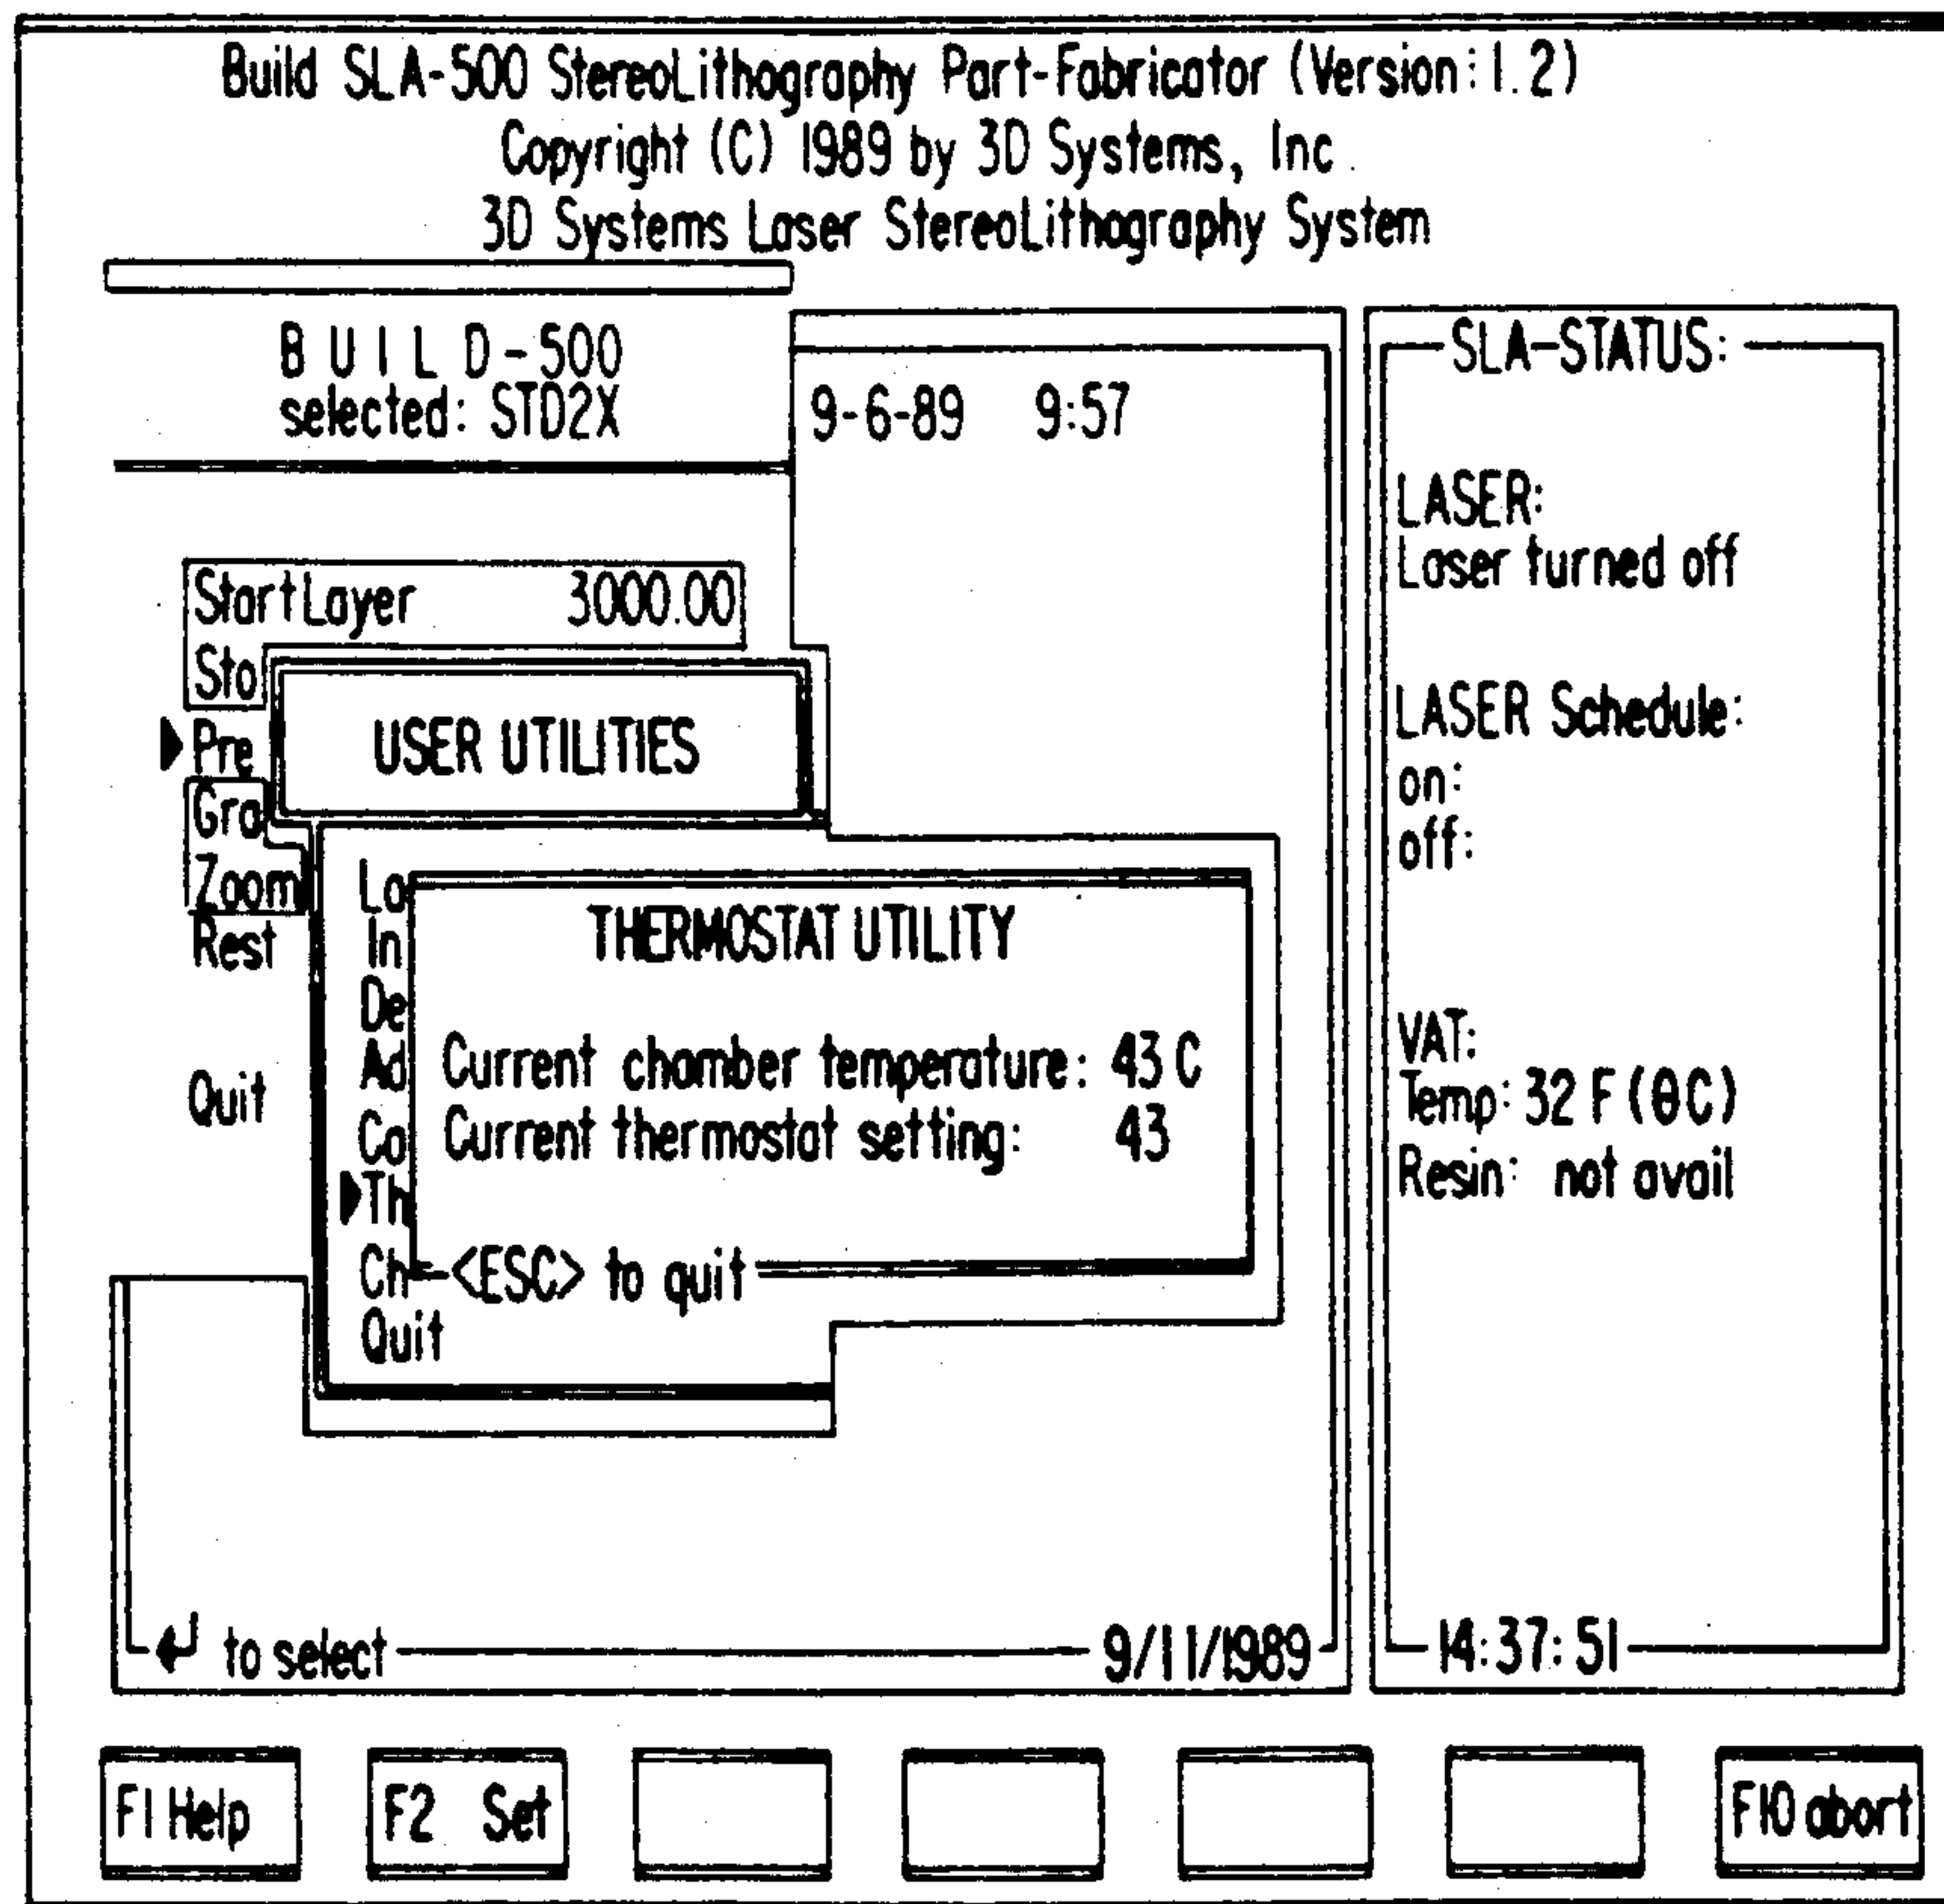 Build SLA-500 StereoLithography Part-Fabricator (Version:1.2)
Copyright (C) 1989 by 3D Systems, Inc.
3D Systems Laser StereoLithography System
B U I L D - 500
selected: STD2X
9-6-89 9:57
StartLayer 3000.00
Sto
Pre
Gra
Zoom
Rest
Quit
USER UTILITIES
La
In
De
Ad
Ca
Th
Ch
Quit
THERMOSTAT UTILITY
Current chamber temperature: 43 C
Current thermostat setting: 43
<ESC> to quit
to select
9/11/1989
SLA-STATUS:
LASER:
Laser turned off
LASER Schedule:
on:
off:
VAT:
Temp: 32 F (0C)
Resin: not avail
14:37:51
F1 Help
F2 Set
F10 abort